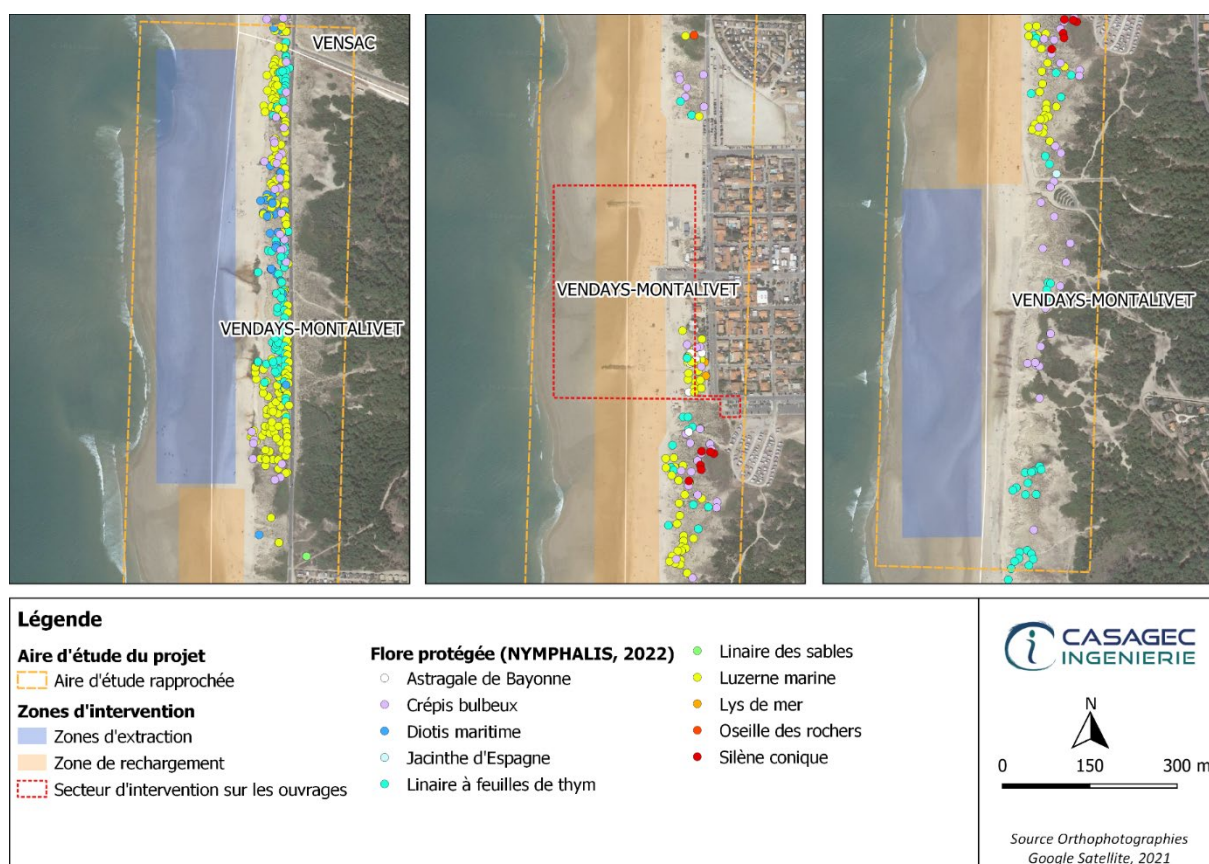 VENSAC
VENDAYS-MONTALIVET
VENDAYS-MONTALIVET
VENDAYS-MONTALIVET
Légende
Aire d'étude du projet
Aire d'étude rapprochée
Zones d'intervention
Zones d'extraction
Zone de rechargement
Secteur d'intervention sur les ouvrages
Flore protégée (NYMPHALIS, 2022)
Astragale de Bayonne
Crépis bulbeux
Diotis maritime
Jacinthe d'Espagne
Linaire à feuilles de thym
Linaire des sables
Luzerne marine
Lys de mer
Oseille des rochers
Silène conique
CASAGEC
INGENIERIE
N
0 150 300 m
Source Orthophotographies
Google Satellite, 2021